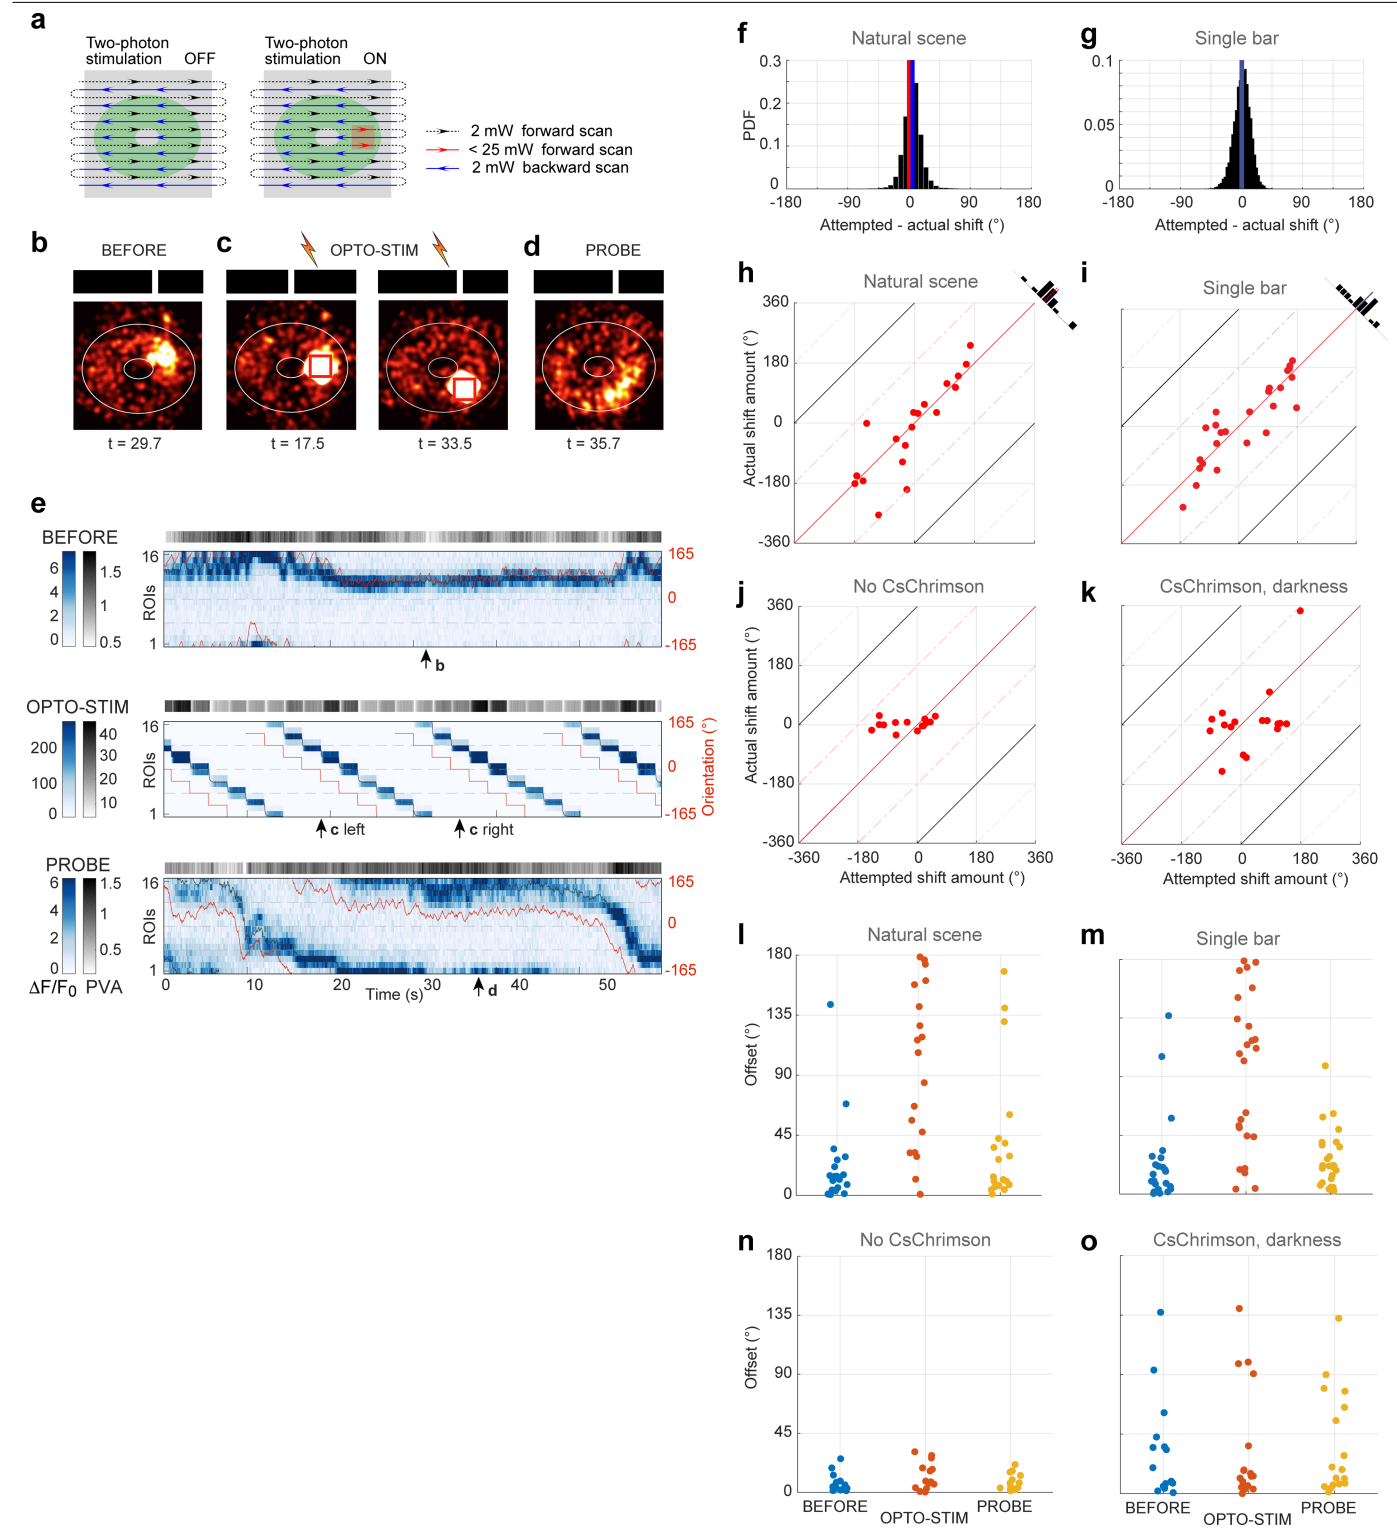 a
Two-photon
stimulation OFF
Two-photon
stimulation ON
2 mW forward scan
< 25 mW forward scan
2 mW backward scan
b BEFORE
c OPTO-STIM
d PROBE
t = 29.7
t = 17.5
t = 33.5
t = 35.7
e
BEFORE
6
4
2
0
1.5
1
0.5
16
ROIs
1
165
0
-165
b
OPTO-STIM
200
100
0
40
30
20
10
16
ROIs
1
165
0
-165
Orientation (°)
c left
c right
PROBE
6
4
2
0
1.5
1
0.5
16
ROIs
1
165
0
-165
ΔF/F0 PVA
0 10 20 30 40 50
Time (s)
d
f Natural scene
0.3
0.2
0.1
0
PDF
-180 -90 0 90 180
Attempted - actual shift (°)
g Single bar
0.1
0.05
0
-180 -90 0 90 180
Attempted - actual shift (°)
h Natural scene
360
180
0
-180
-360
Actual shift amount (°)
i Single bar
j No CsChrimson
360
180
0
-180
-360
Actual shift amount (°)
-360 -180 0 180 360
Attempted shift amount (°)
k CsChrimson, darkness
-360 -180 0 180 360
Attempted shift amount (°)
l Natural scene
180
135
90
45
0
Offset (°)
m Single bar
n No CsChrimson
180
135
90
45
0
Offset (°)
BEFORE OPTO-STIM PROBE
o CsChrimson, darkness
BEFORE OPTO-STIM PROBE